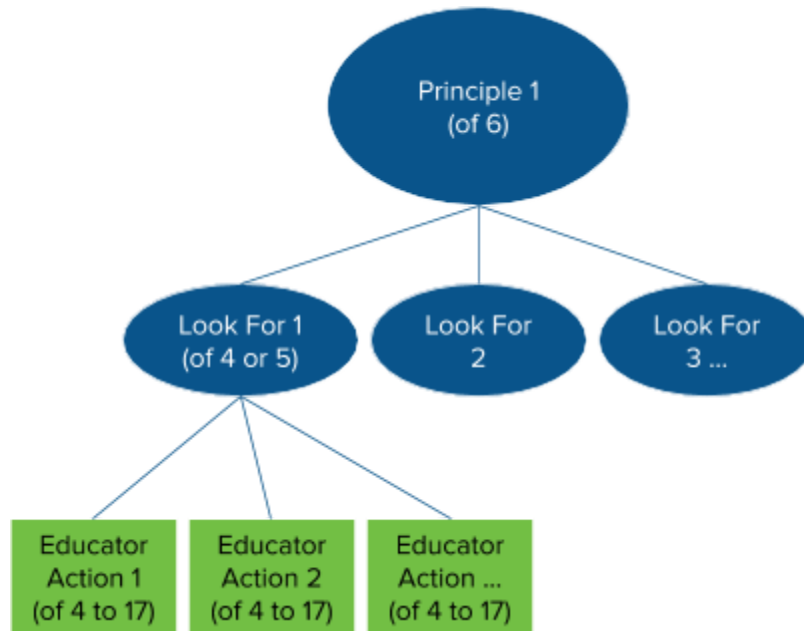 Principle 1
(of 6)
Look For 1
(of 4 or 5)
Look For
2
Look For
3 ...
Educator
Action 1
(of 4 to 17)
Educator
Action 2
(of 4 to 17)
Educator
Action ...
(of 4 to 17)